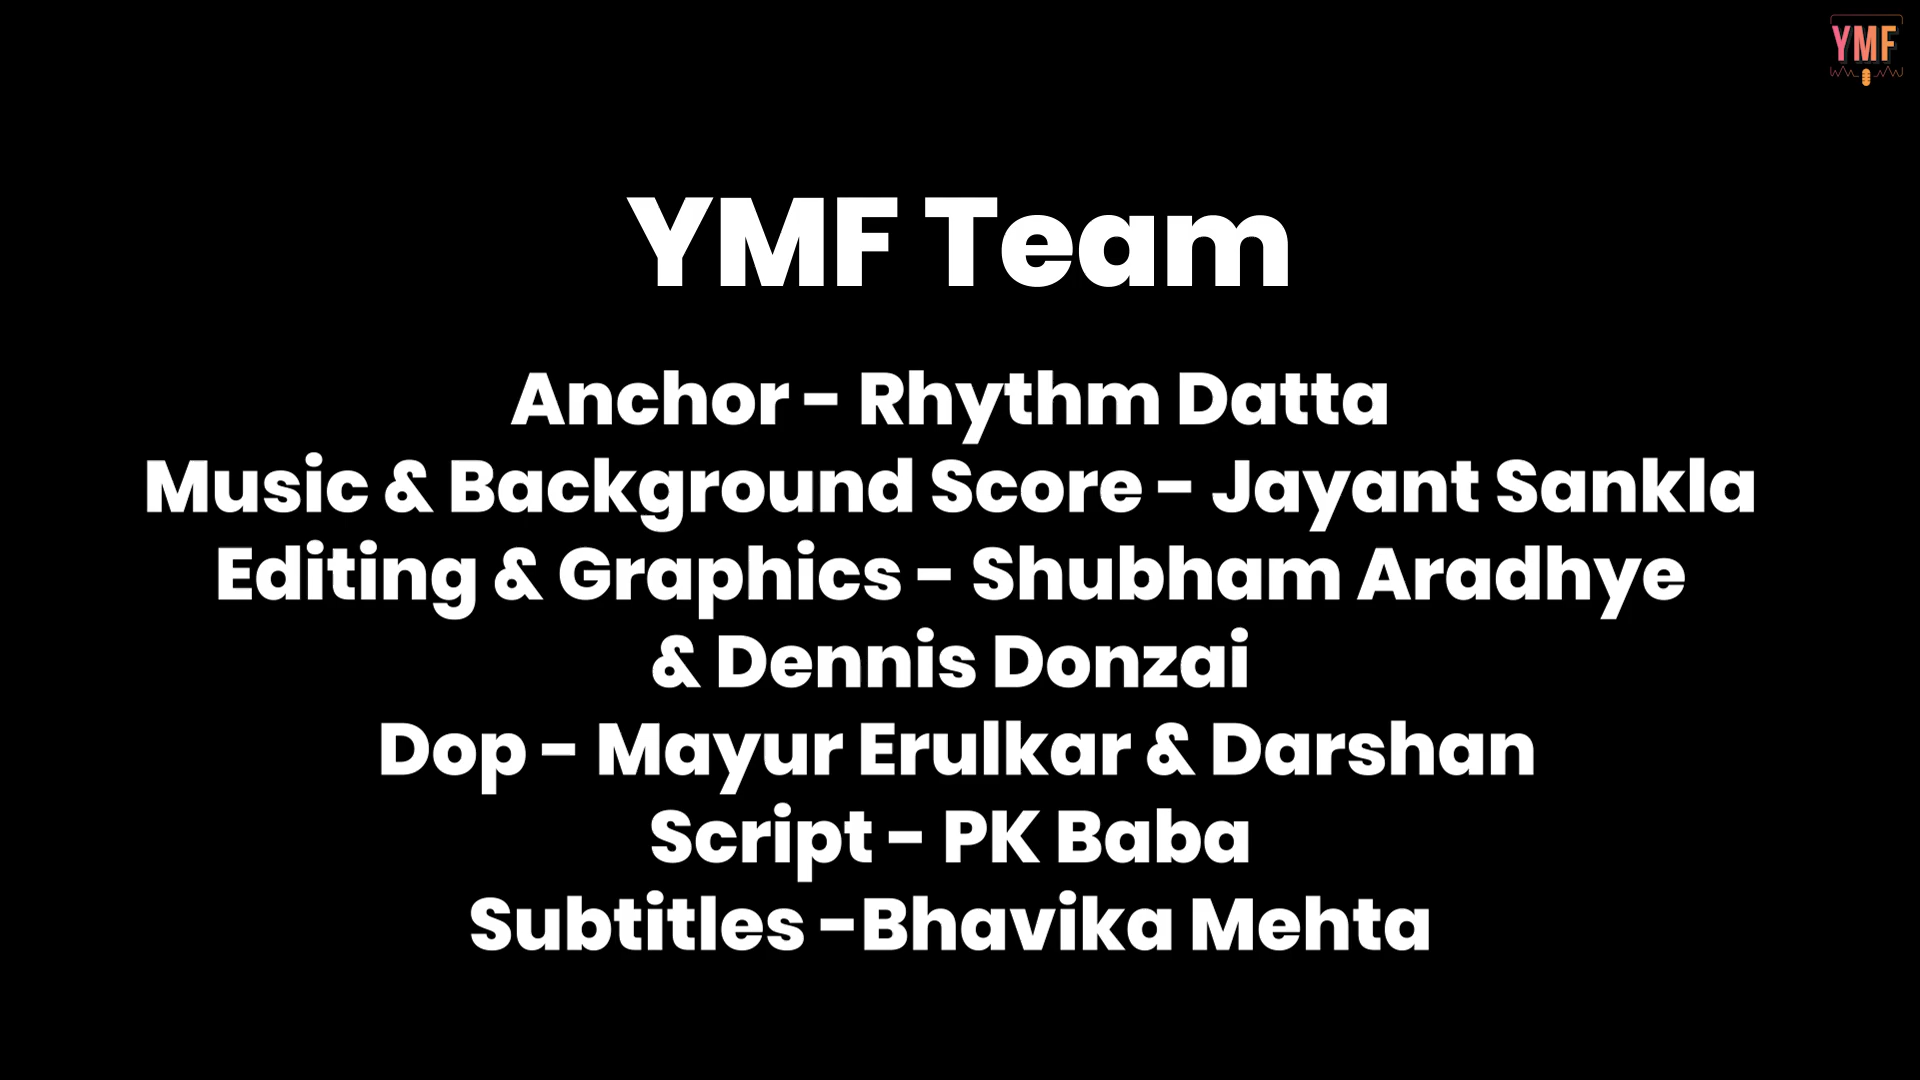 YMF
YMF Team
Anchor - Rhythm Datta
Music & Background Score - Jayant Sankla
Editing & Graphics - Shubham Aradhye
& Dennis Donzai
Dop - Mayur Erulkar & Darshan
Script - PK Baba
Subtitles -Bhavika Mehta